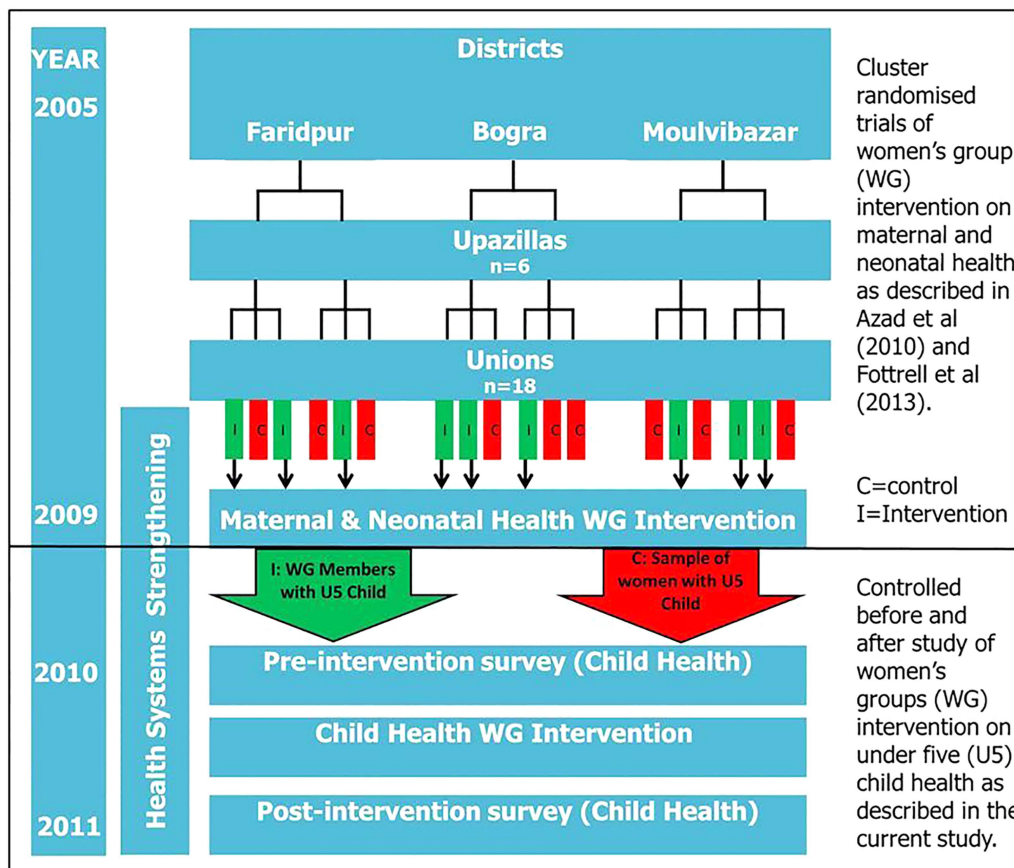 YEAR
2005
2009
2010
2011
Health Systems Strengthening
Districts
Faridpur Bogra Moulvibazar
Upazillas
n=6
Unions
n=18
I C I C I C I I C I C C C I C I I C
Maternal & Neonatal Health WG Intervention
I: WG Members
with U5 Child
C: Sample of
women with U5
Child
Pre-intervention survey (Child Health)
Child Health WG Intervention
Post-intervention survey (Child Health)
Cluster
randomised
trials of
women's group
(WG)
intervention on
maternal and
neonatal health
as described in
Azad et al
(2010) and
Fottrell et al
(2013).
C=control
I=Intervention
Controlled
before and
after study of
women's
groups (WG)
intervention on
under five (U5)
child health as
described in the
current study.